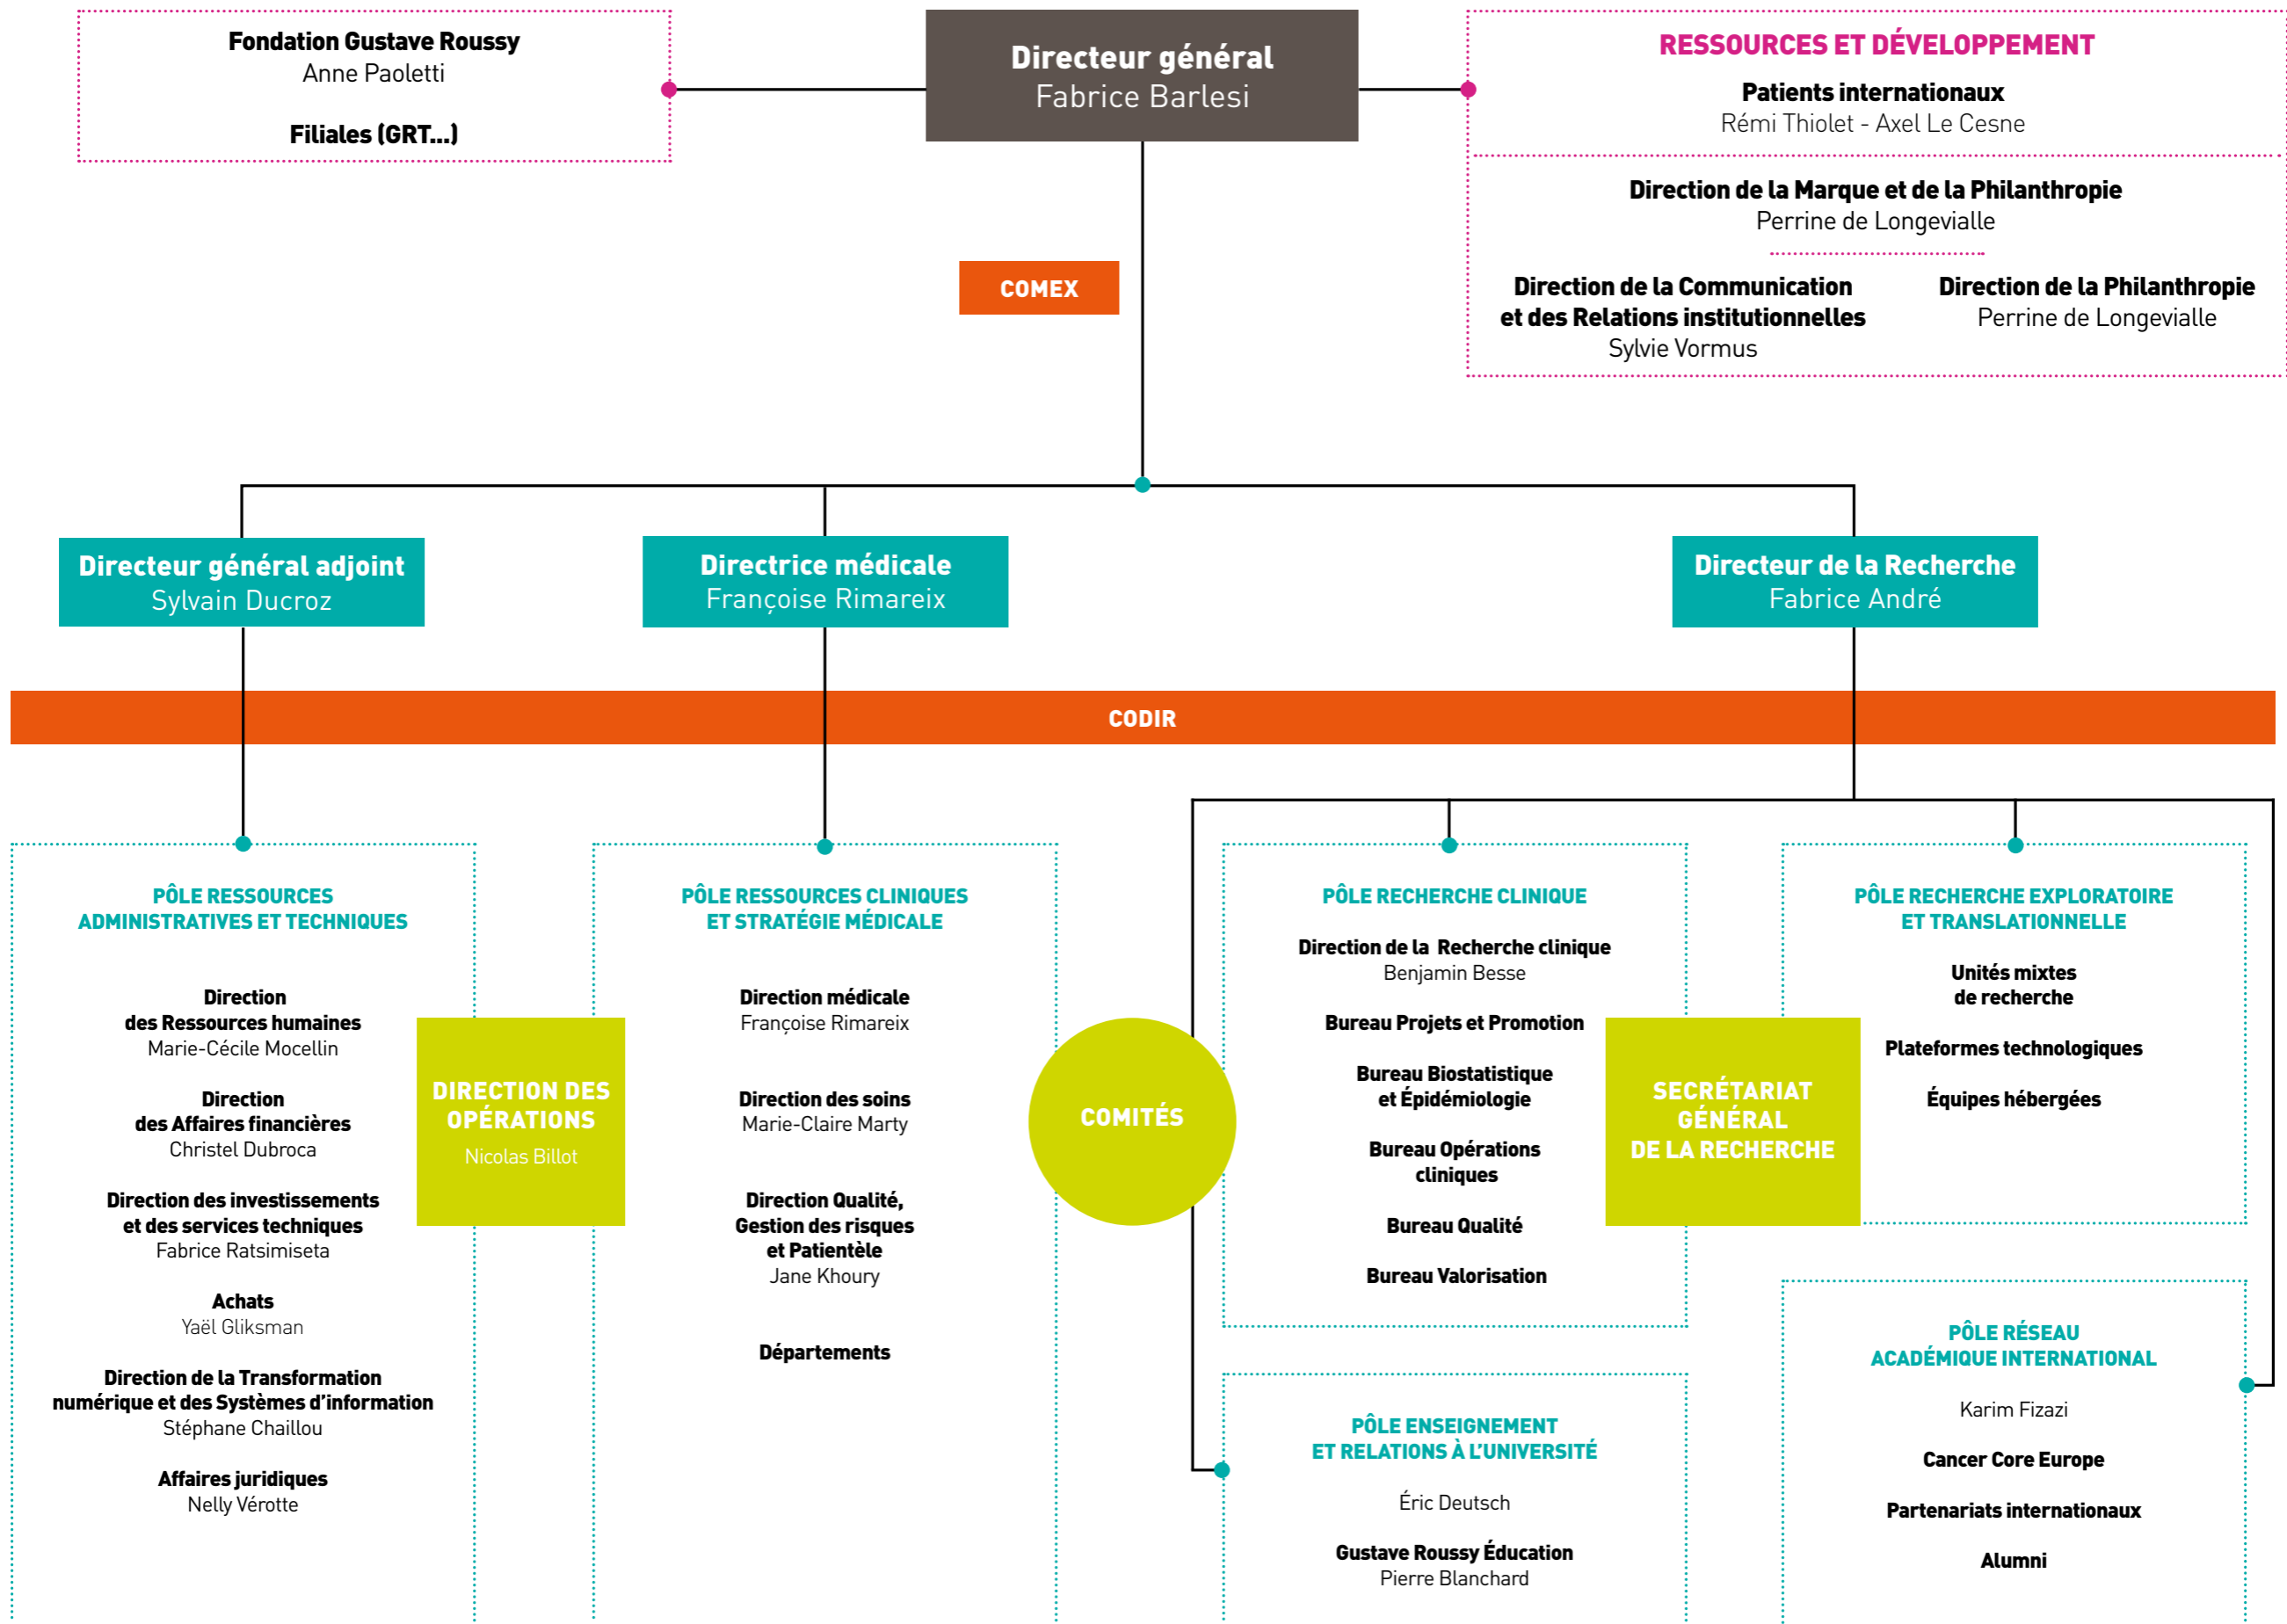 Fondation Gustave Roussy
Anne Paoletti
Filiales (GRT...)
Directeur général
Fabrice Barlesi
RESSOURCES ET DÉVELOPPEMENT
Patients internationaux
Rémi Thiolet - Axel Le Cesne
Direction de la Marque et de la Philanthropie
Perrine de Longevialle
Direction de la Communication
et des Relations institutionnelles
Sylvie Vormus
Direction de la Philanthropie
Perrine de Longevialle
COMEX
Directeur général adjoint
Sylvain Ducroz
Directrice médicale
Françoise Rimareix
Directeur de la Recherche
Fabrice André
CODIR
PÔLE RESSOURCES
ADMINISTRATIVES ET TECHNIQUES
Direction
des Ressources humaines
Marie-Cécile Mocellin
Direction
des Affaires financières
Christel Dubroca
Direction des investissements
et des services techniques
Fabrice Ratsimiseta
Achats
Yaël Gliksman
Direction de la Transformation
numérique et des Systèmes d'information
Stéphane Chaillou
Affaires juridiques
Nelly Vérotte
DIRECTION DES
OPÉRATIONS
Nicolas Billot
PÔLE RESSOURCES CLINIQUES
ET STRATÉGIE MÉDICALE
Direction médicale
Françoise Rimareix
Direction des soins
Marie-Claire Marty
Direction Qualité,
Gestion des risques
et Patientèle
Jane Khoury
Départements
COMITÉS
PÔLE RECHERCHE CLINIQUE
Direction de la Recherche clinique
Benjamin Besse
Bureau Projets et Promotion
Bureau Biostatistique
et Épidémiologie
Bureau Opérations
cliniques
Bureau Qualité
Bureau Valorisation
SECRÉTARIAT
GÉNÉRAL
DE LA RECHERCHE
PÔLE RECHERCHE EXPLORATOIRE
ET TRANSLATIONNELLE
Unités mixtes
de recherche
Plateformes technologiques
Équipes hébergées
PÔLE ENSEIGNEMENT
ET RELATIONS À L'UNIVERSITÉ
Éric Deutsch
Gustave Roussy Éducation
Pierre Blanchard
PÔLE RÉSEAU
ACADÉMIQUE INTERNATIONAL
Karim Fizazi
Cancer Core Europe
Partenariats internationaux
Alumni